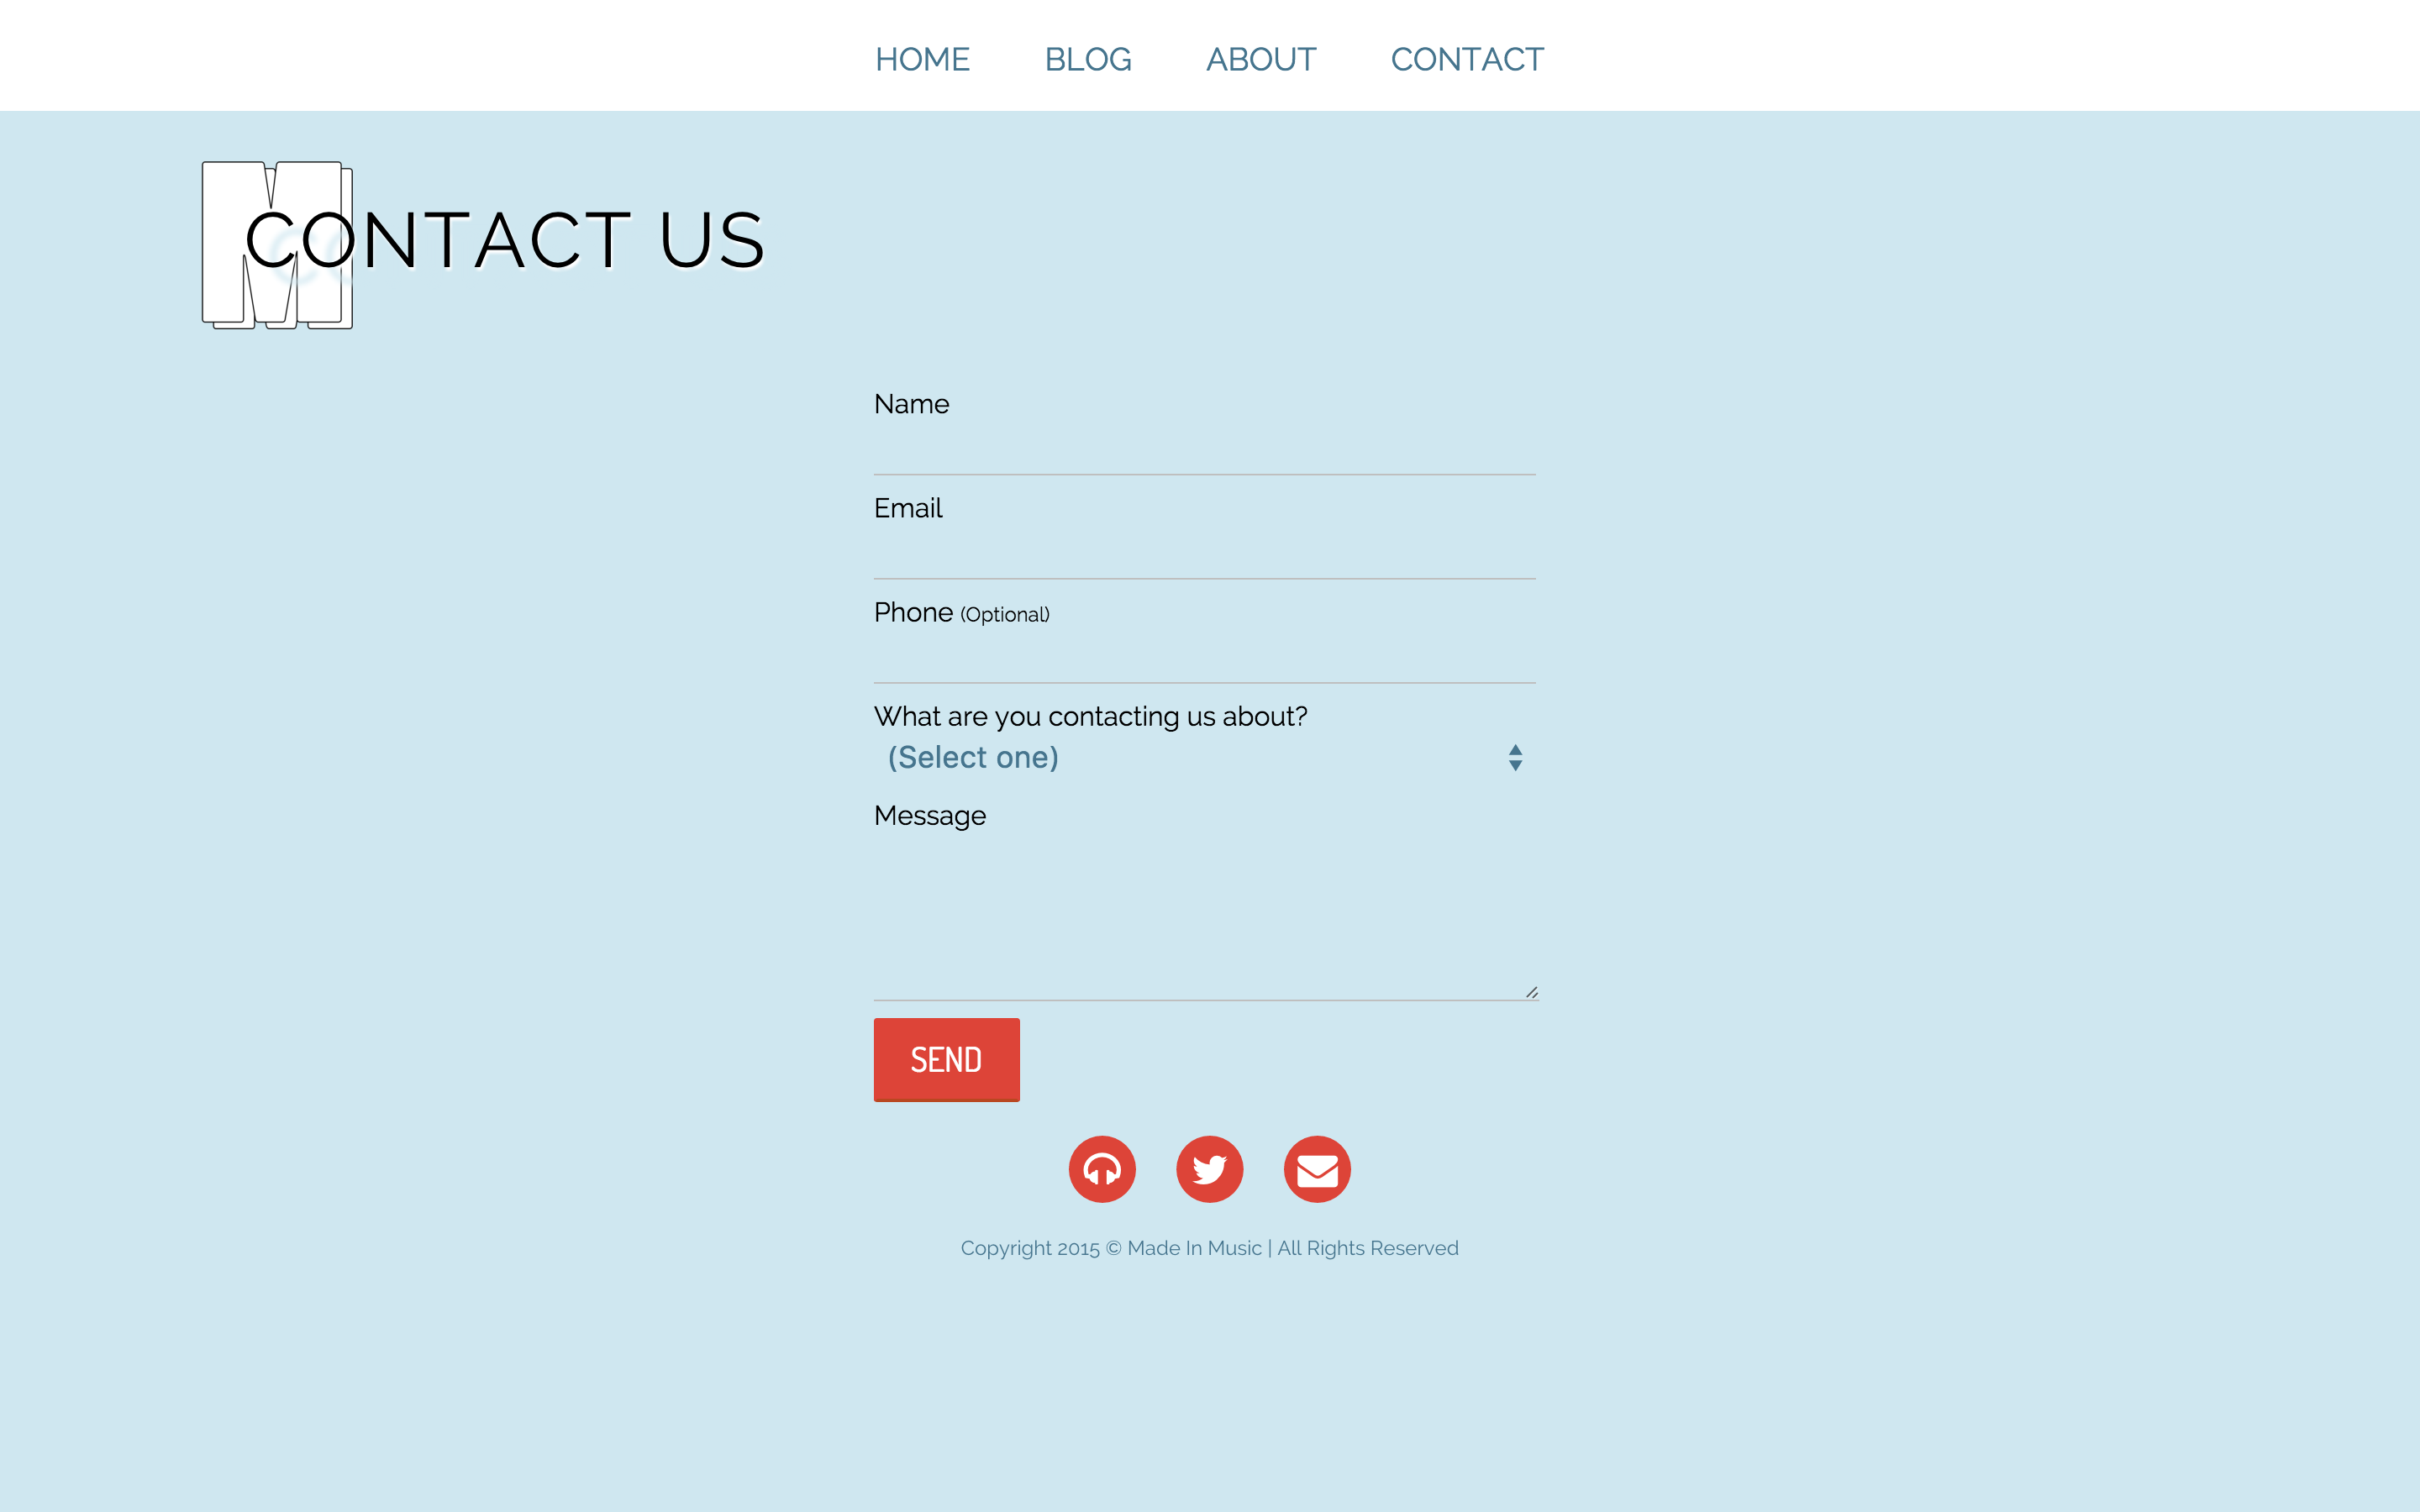 HOME BLOG ABOUT CONTACT
M
CONTACT US
Name
Email
Phone (Optional)
What are you contacting us about?
(Select one)
Message
SEND
Copyright 2015 © Made In Music | All Rights Reserved